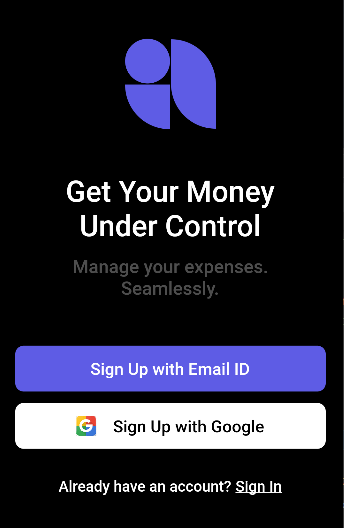 Get Your Money
Under Control
Manage your expenses.
Seamlessly.
Sign Up with Email ID
Sign Up with Google
Already have an account? Sign In